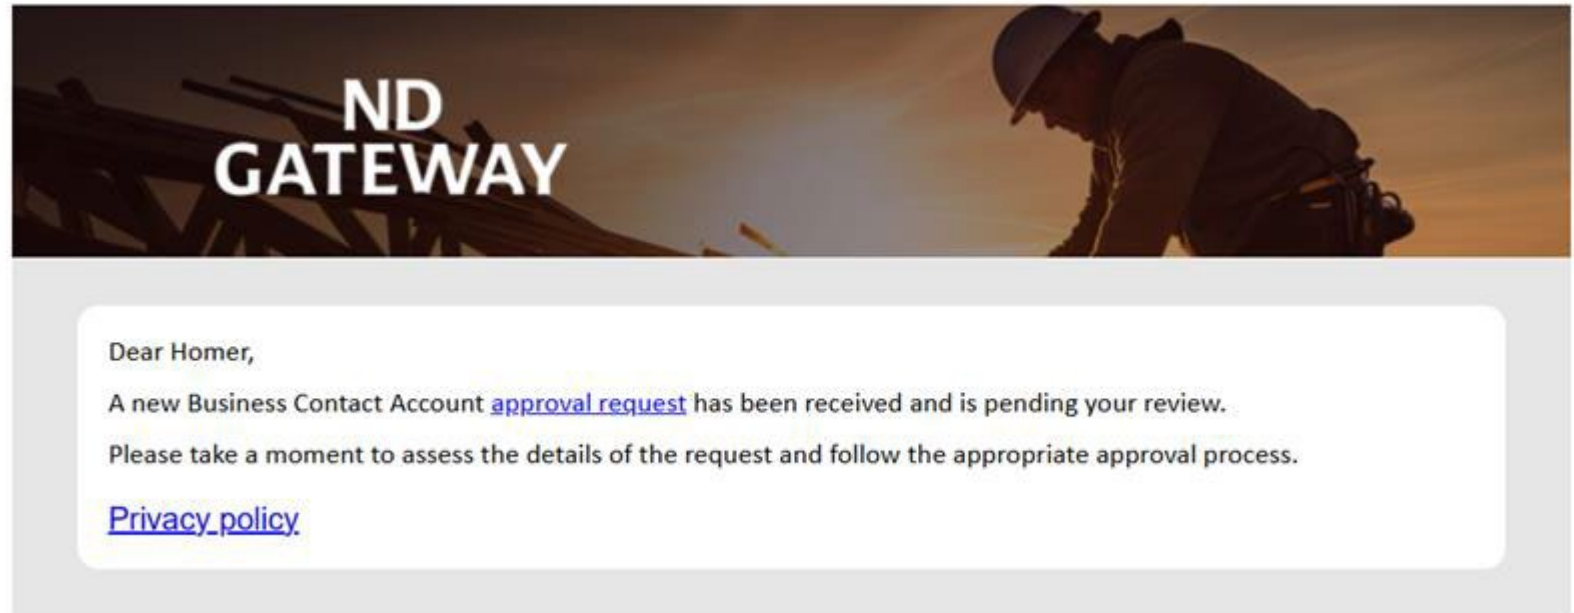 ND
GATEWAY
Dear Homer,
A new Business Contact Account approval request has been received and is pending your review.
Please take a moment to assess the details of the request and follow the appropriate approval process.
Privacy policy